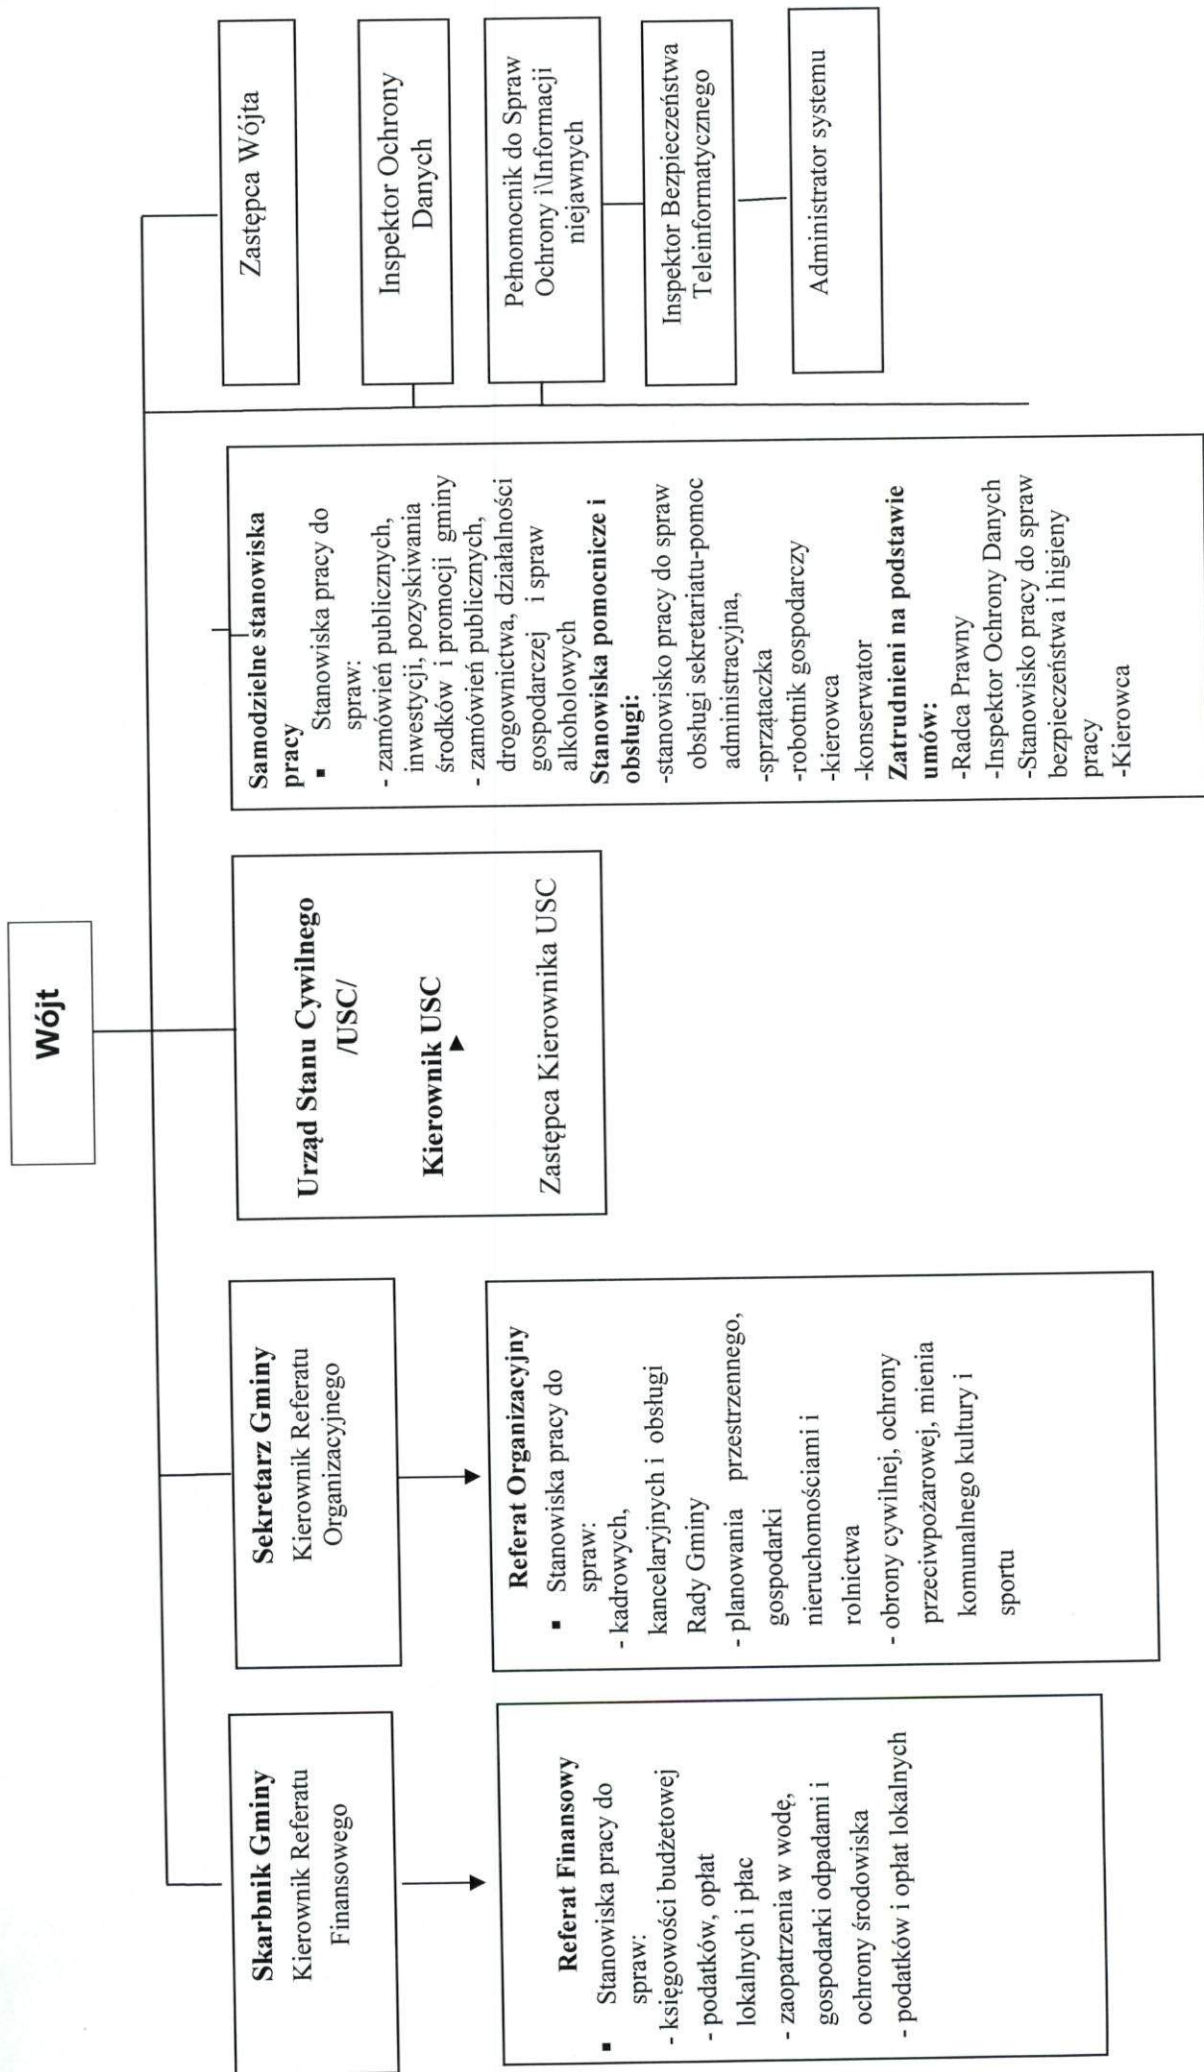 Wójt
Skarbnik Gminy
Kierownik Referatu
Finansowego
Referat Finansowy
▪ Stanowiska pracy do
spraw:
- księgowości budżetowej
- podatków, opłat
lokalnych i płac
- zaopatrzenia w wodę,
gospodarki odpadami i
ochrony środowiska
- podatków i opłat lokalnych
Sekretarz Gminy
Kierownik Referatu
Organizacyjnego
Referat Organizacyjny
▪ Stanowiska pracy do
spraw:
- kadrowych,
kancelaryjnych i obsługi
Rady Gminy
- planowania przestrzennego,
gospodarki
nieruchomościami i
rolnictwa
- obrony cywilnej, ochrony
przeciwpożarowej, mienia
komunalnego kultury i
sportu
Urząd Stanu Cywilnego
/USC/
Kierownik USC
Zastępca Kierownika USC
Samodzielne stanowiska
pracy
▪ Stanowiska pracy do
spraw:
- zamówień publicznych,
inwestycji, pozyskiwania
środków i promocji gminy
- zamówień publicznych,
drogownictwa, działalności
gospodarczej i spraw
alkoholowych
Stanowiska pomocnicze i
obsługi:
-stanowisko pracy do spraw
obsługi sekretariatu-pomoc
administracyjna,
-sprzątaczka
-robotnik gospodarczy
-kierowca
-konserwator
Zatrudnieni na podstawie
umów:
-Radca Prawny
-Inspektor Ochrony Danych
-Stanowisko pracy do spraw
bezpieczeństwa i higieny
pracy
-Kierowca
Zastępca Wójta
Inspektor Ochrony
Danych
Pełnomocnik do Spraw
Ochrony i\Informacji
niejawnych
Inspektor Bezpieczeństwa
Teleinformatycznego
Administrator systemu